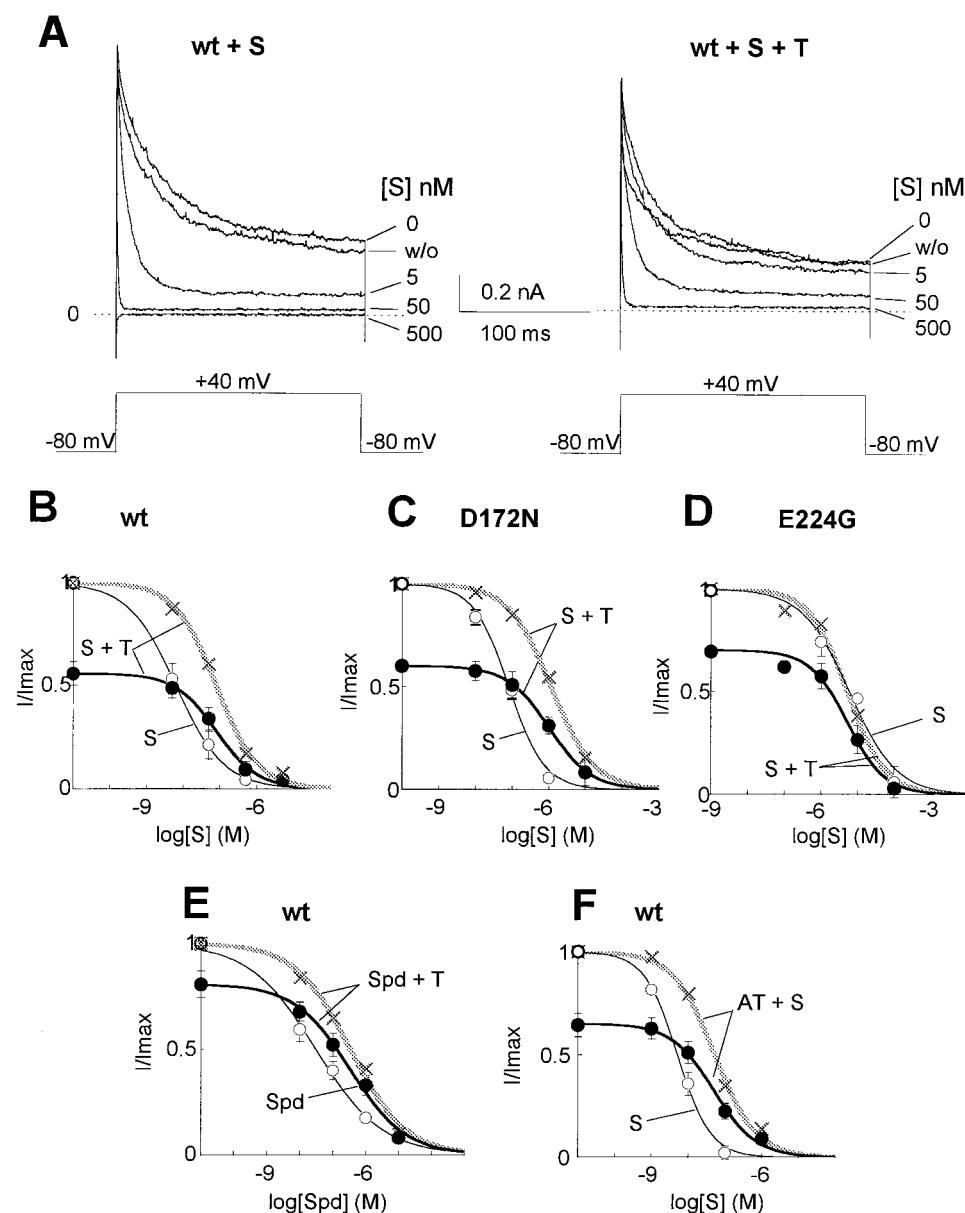 A
wt + S
wt + S + T
[S] nM
0
w/o
5
50
500
[S] nM
0
w/o
5
50
500
0
0.2 nA
100 ms
+40 mV
-80 mV
-80 mV
+40 mV
-80 mV
-80 mV
B
wt
C
D172N
D
E224G
1
0.5
0
I/Imax
S + T
S
-9
-6
log[S] (M)
1
0.5
0
I/Imax
S + T
S
-9
-6
-3
log[S] (M)
1
0.5
0
I/Imax
S
S + T
-9
-6
-3
log[S] (M)
E
wt
F
wt
1
0.5
0
I/Imax
Spd + T
Spd
-9
-6
log[Spd] (M)
1
0.5
0
I/Imax
AT + S
S
-9
-6
log[S] (M)